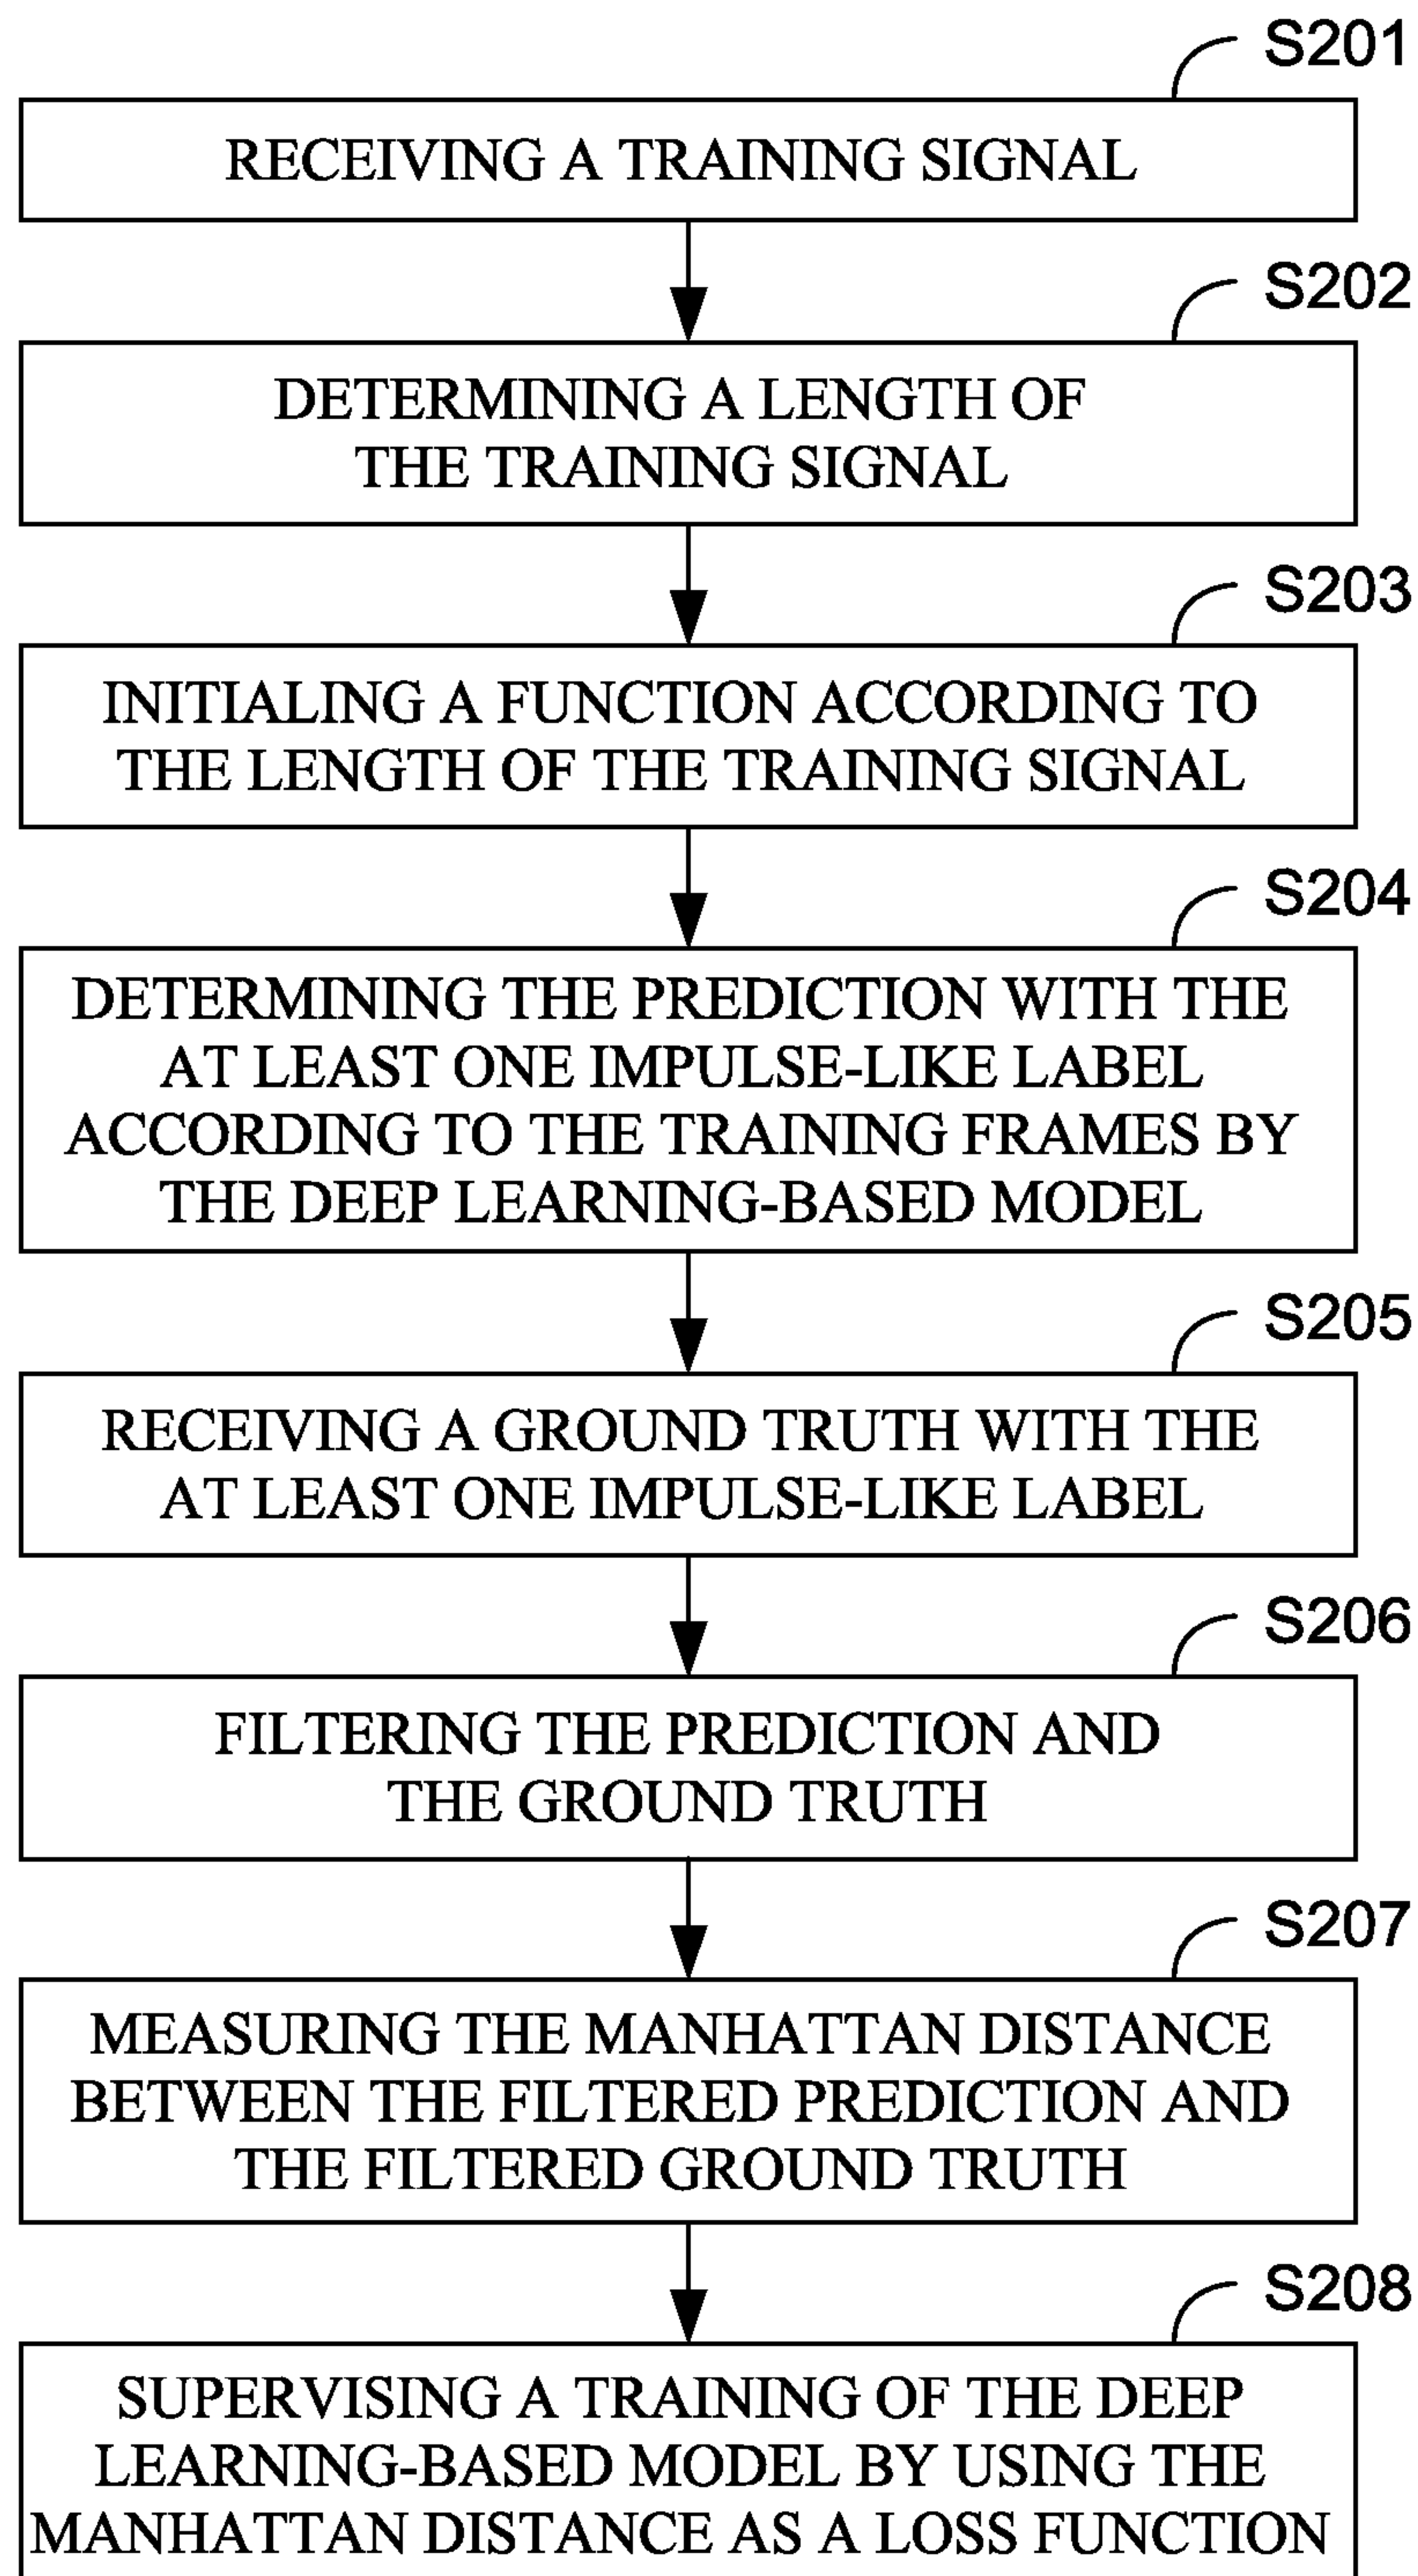 S201
RECEIVING A TRAINING SIGNAL
S202
DETERMINING A LENGTH OF
THE TRAINING SIGNAL
S203
INITIALING A FUNCTION ACCORDING TO
THE LENGTH OF THE TRAINING SIGNAL
S204
DETERMINING THE PREDICTION WITH THE
AT LEAST ONE IMPULSE-LIKE LABEL
ACCORDING TO THE TRAINING FRAMES BY
THE DEEP LEARNING-BASED MODEL
S205
RECEIVING A GROUND TRUTH WITH THE
AT LEAST ONE IMPULSE-LIKE LABEL
S206
FILTERING THE PREDICTION AND
THE GROUND TRUTH
S207
MEASURING THE MANHATTAN DISTANCE
BETWEEN THE FILTERED PREDICTION AND
THE FILTERED GROUND TRUTH
S208
SUPERVISING A TRAINING OF THE DEEP
LEARNING-BASED MODEL BY USING THE
MANHATTAN DISTANCE AS A LOSS FUNCTION